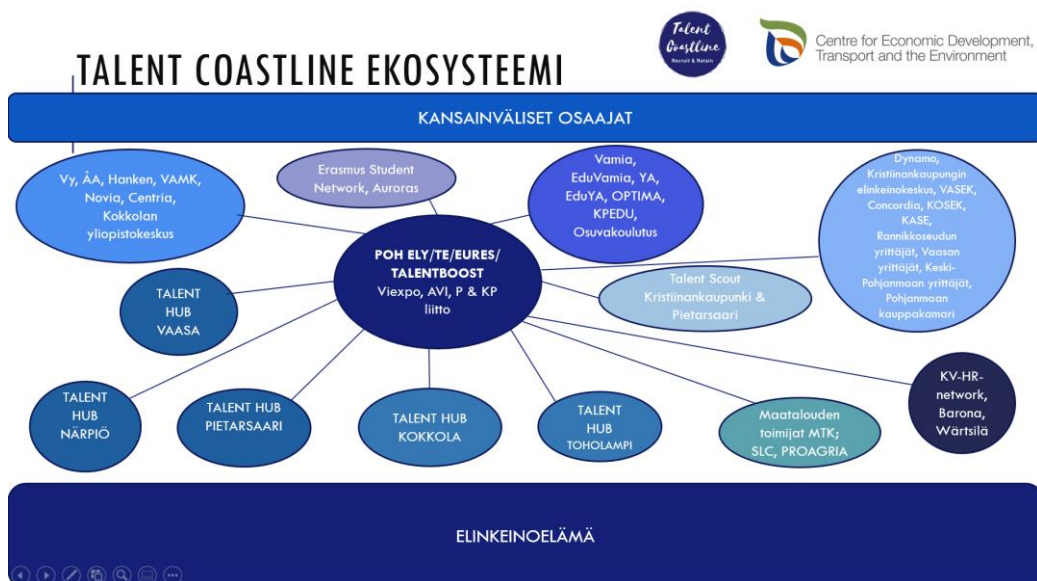 Talent
Coastline
Recruit & Retain
Centre for Economic Development,
Transport and the Environment
TALENT COASTLINE EKOSYSTEEMI
KANSAINVÄLISET OSAAJAT
Vy, ÅA, Hanken, VAMK,
Novia, Centria,
Kokkolan
yliopistokeskus
Erasmus Student
Network, Auroras
Vamia,
EduVamia, YA,
EduYA, OPTIMA,
KPEDU,
Osuvakoulutus
Dynamo,
Kristiinankaupungin
elinkeinokeskus, VASEK,
Concordia, KOSEK,
KASE,
Rannikkoseudun
yrittäjät, Vaasan
yrittäjät, Keski-
Pohjanmaan yrittäjät,
Pohjanmaan
kauppakamari
POH ELY/TE/EURES/
TALENTBOOST
Viexpo, AVI, P & KP
liitto
TALENT
HUB
VAASA
Talent Scout
Kristiinankaupunki &
Pietarsaari
TALENT
HUB
NÄRPIÖ
TALENT HUB
PIETARSAARI
TALENT HUB
KOKKOLA
TALENT
HUB
TOHOLAMPI
Maatalouden
toimijat MTK;
SLC, PROAGRIA
KV-HR-
network,
Barona,
Wärtsilä
ELINKEINOELÄMÄ